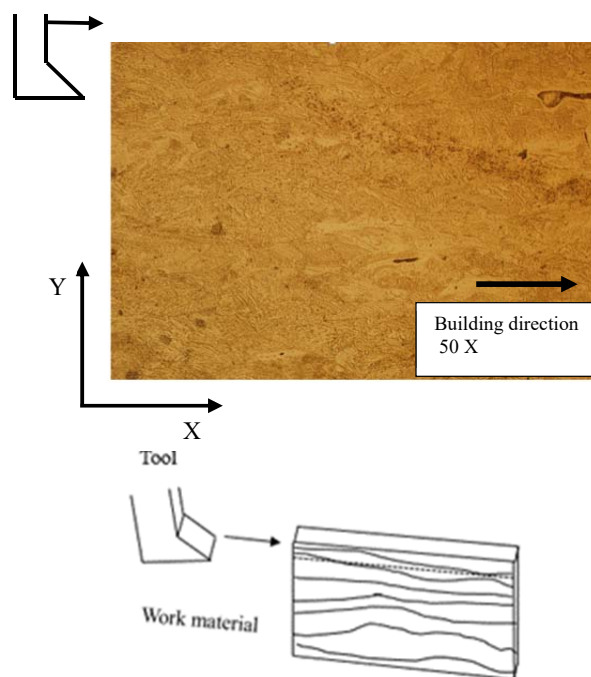 Y
Building direction
50 X
X
Tool
Work material